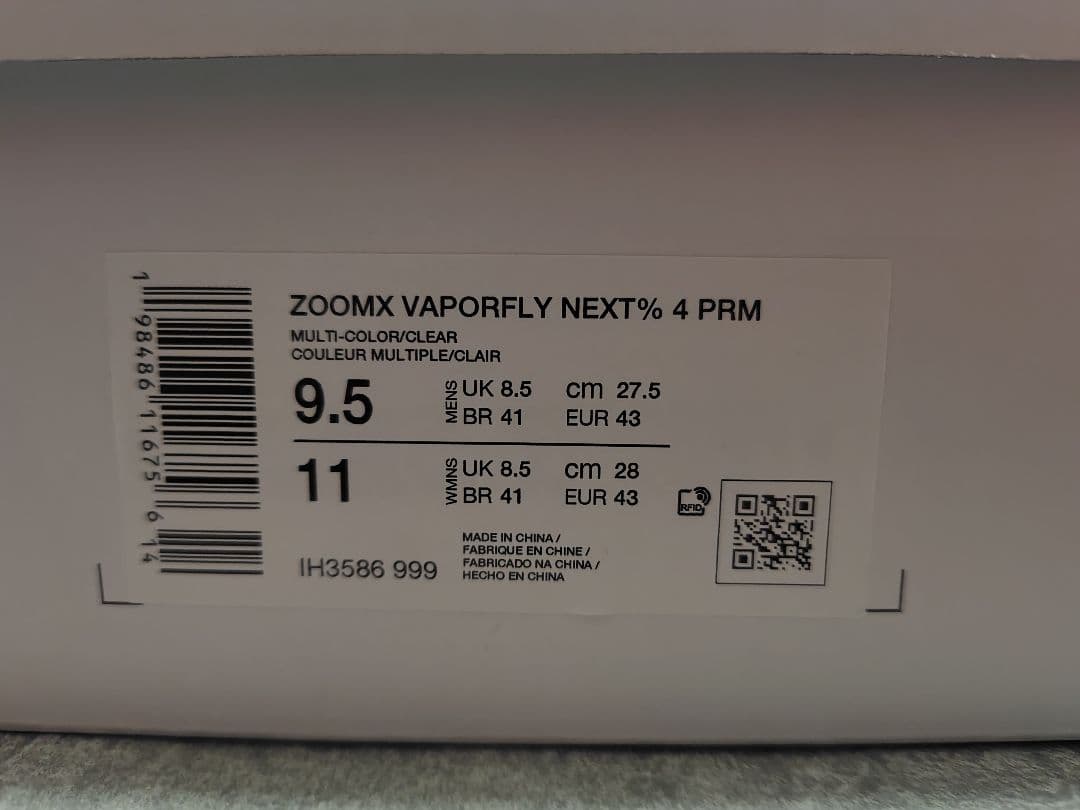 ZOOMX VAPORFLY NEXT% 4 PRM
MULTI-COLOR/CLEAR
COULEUR MULTIPLE/CLAIR
9.5 MENS UK 8.5 cm 27.5
BR 41 EUR 43
11 WMNS UK 8.5 cm 28
BR 41 EUR 43
RFID
MADE IN CHINA /
FABRIQUE EN CHINE /
FABRICADO NA CHINA /
HECHO EN CHINA
IH3586 999
1 98486 11675 6 14